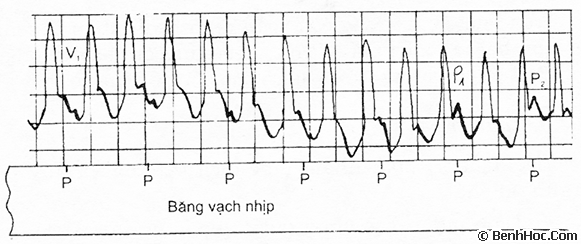 V₁ P₁ P₂
P P P P P P P
Băng vạch nhịp
© BenhHoc.Com